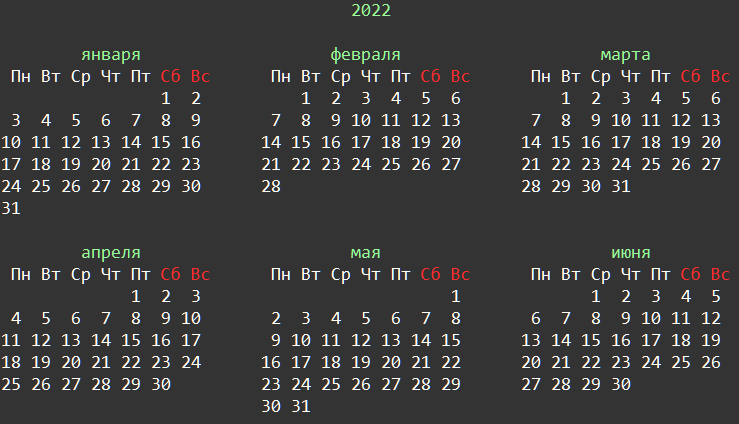 2022
января февраля марта
Пн Вт Ср Чт Пт Сб Вс Пн Вт Ср Чт Пт Сб Вс Пн Вт Ср Чт Пт Сб Вс
1 2 1 2 3 4 5 6 1 2 3 4 5 6
3 4 5 6 7 8 9 7 8 9 10 11 12 13 7 8 9 10 11 12 13
10 11 12 13 14 15 16 14 15 16 17 18 19 20 14 15 16 17 18 19 20
17 18 19 20 21 22 23 21 22 23 24 25 26 27 21 22 23 24 25 26 27
24 25 26 27 28 29 30 28 28 29 30 31
31
апреля мая июня
Пн Вт Ср Чт Пт Сб Вс Пн Вт Ср Чт Пт Сб Вс Пн Вт Ср Чт Пт Сб Вс
1 2 3 1 1 2 3 4 5
4 5 6 7 8 9 10 2 3 4 5 6 7 8 6 7 8 9 10 11 12
11 12 13 14 15 16 17 9 10 11 12 13 14 15 13 14 15 16 17 18 19
18 19 20 21 22 23 24 16 17 18 19 20 21 22 20 21 22 23 24 25 26
25 26 27 28 29 30 23 24 25 26 27 28 29 27 28 29 30
30 31